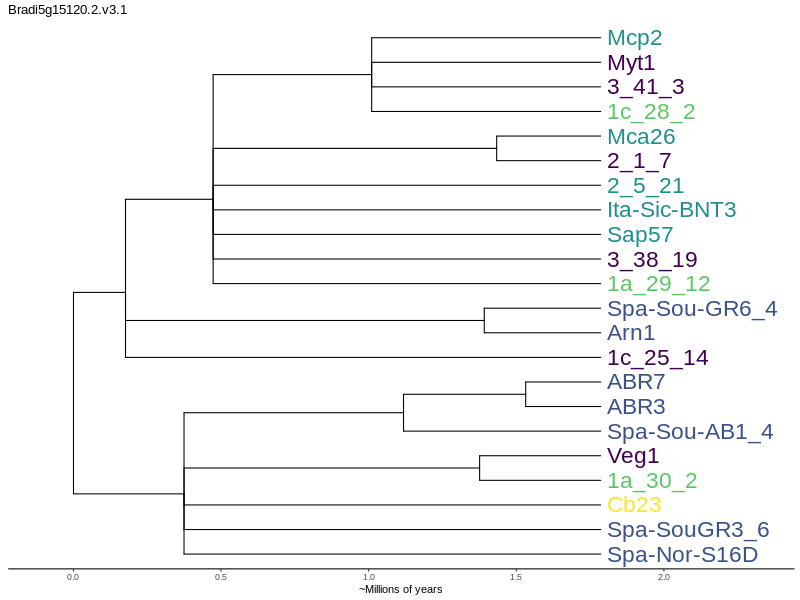 Bradi5g15120.2.v3.1
Mcp2
Myt1
3_41_3
1c_28_2
Mca26
2_1_7
2_5_21
Ita-Sic-BNT3
Sap57
3_38_19
1a_29_12
Spa-Sou-GR6_4
Arn1
1c_25_14
ABR7
ABR3
Spa-Sou-AB1_4
Veg1
1a_30_2
Cb23
Spa-SouGR3_6
Spa-Nor-S16D
0.0 0.5 1.0 1.5 2.0
~Millions of years